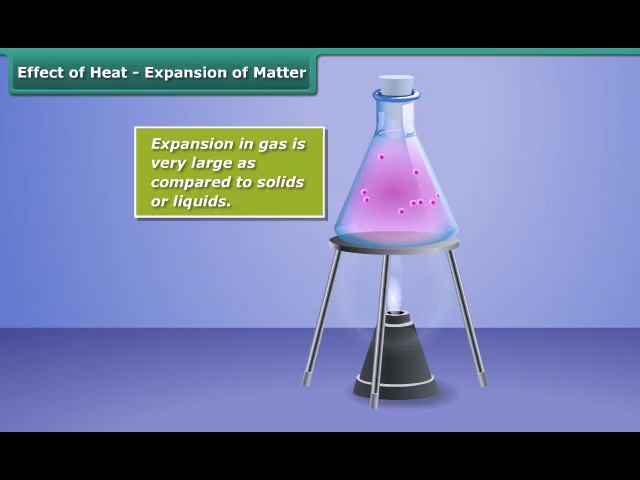 Effect of Heat - Expansion of Matter
Expansion in gas is
very large as
compared to solids
or liquids.